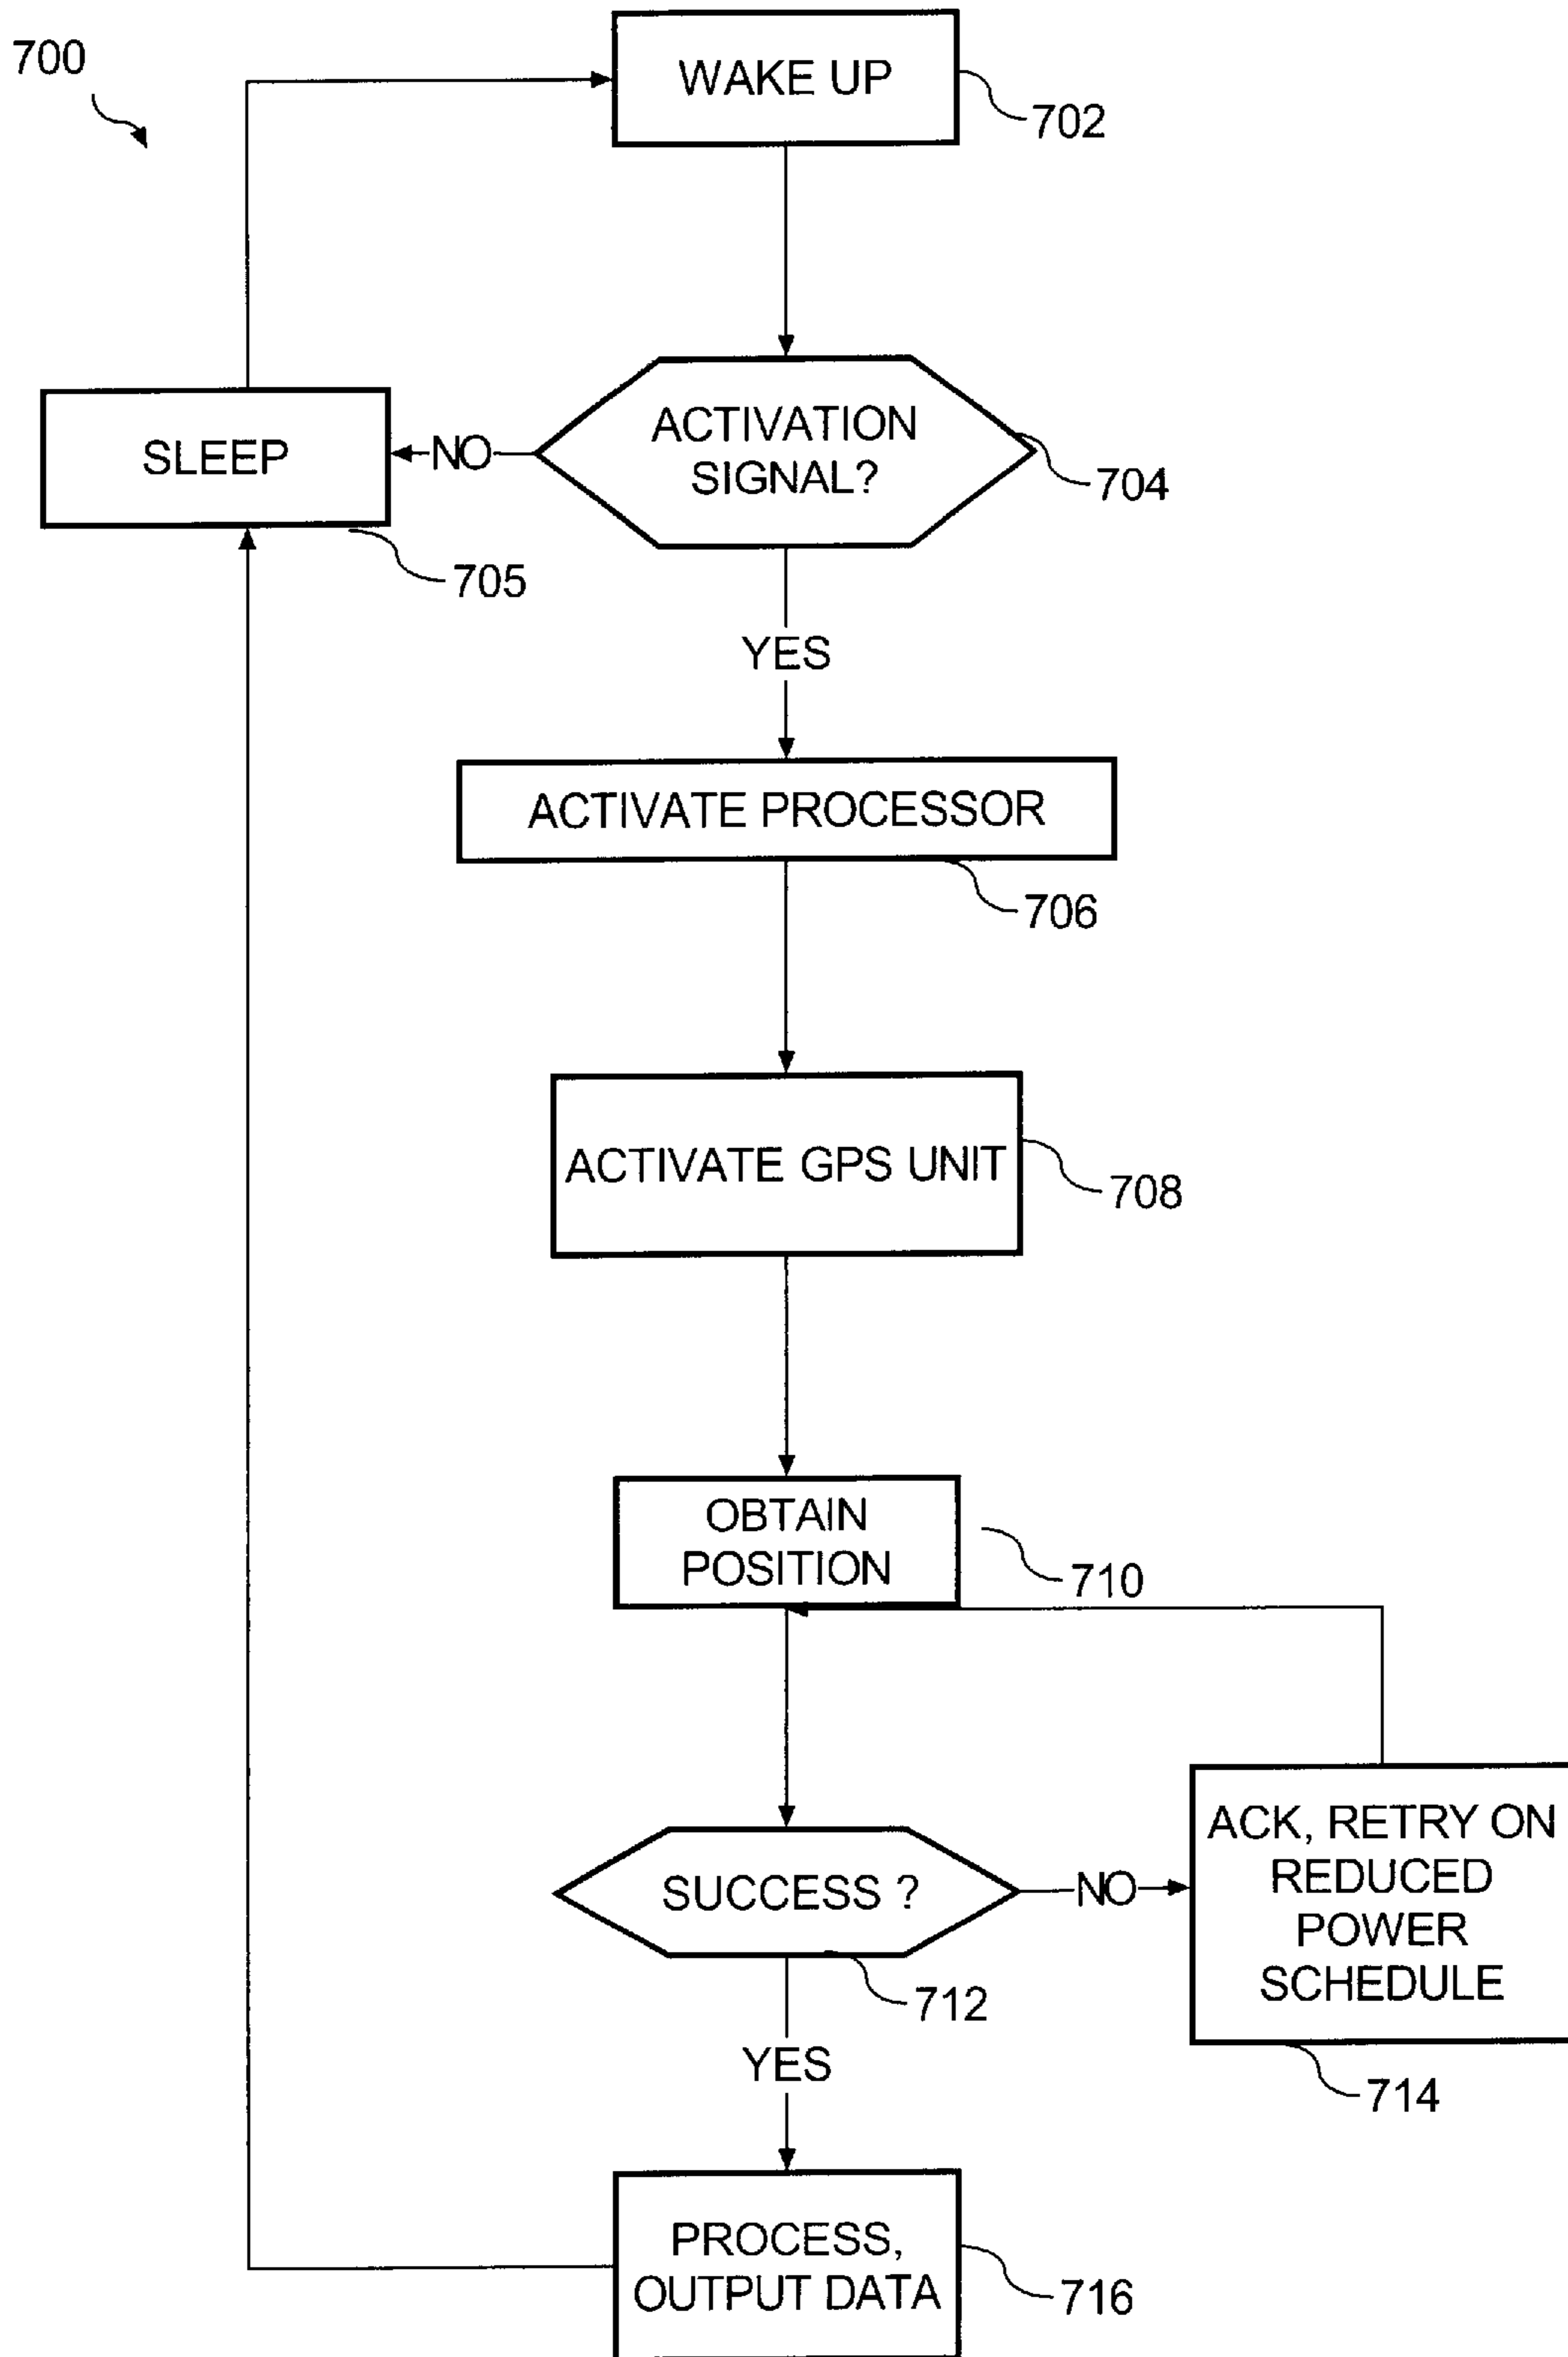 700
WAKE UP
702
ACTIVATION
SIGNAL?
704
NO
SLEEP
705
YES
ACTIVATE PROCESSOR
706
ACTIVATE GPS UNIT
708
OBTAIN
POSITION
710
SUCCESS ?
712
NO
ACK, RETRY ON
REDUCED
POWER
SCHEDULE
714
YES
PROCESS,
OUTPUT DATA
716